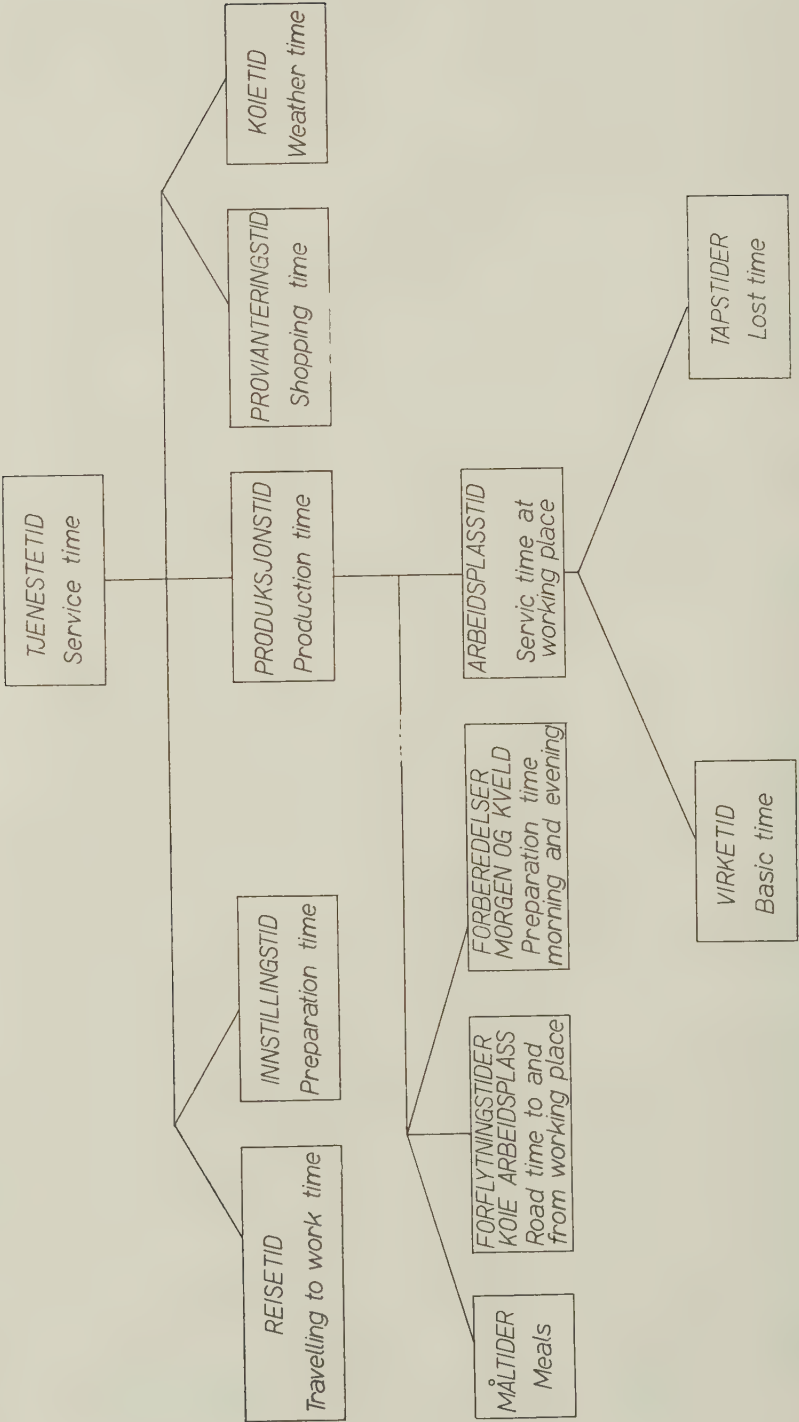 TJENESTETID
Service time
REISETID
Travelling to work time
INNSTILLINGSTID
Preparation time
PRODUKSJONSTID
Production time
PROVIANTERINGSTID
Shopping time
KOIETID
Weather time
MÅLTIDER
Meals
FORFLYTNINGSTIDER
KOIE ARBEIDSPLASS
Road time to and
from working place
FORBEREDELSER
MORGEN OG KVELD
Preparation time
morning and evening
ARBEIDSPLASSTID
Servic time at
working place
VIRKETID
Basic time
TAPSTIDER
Lost time